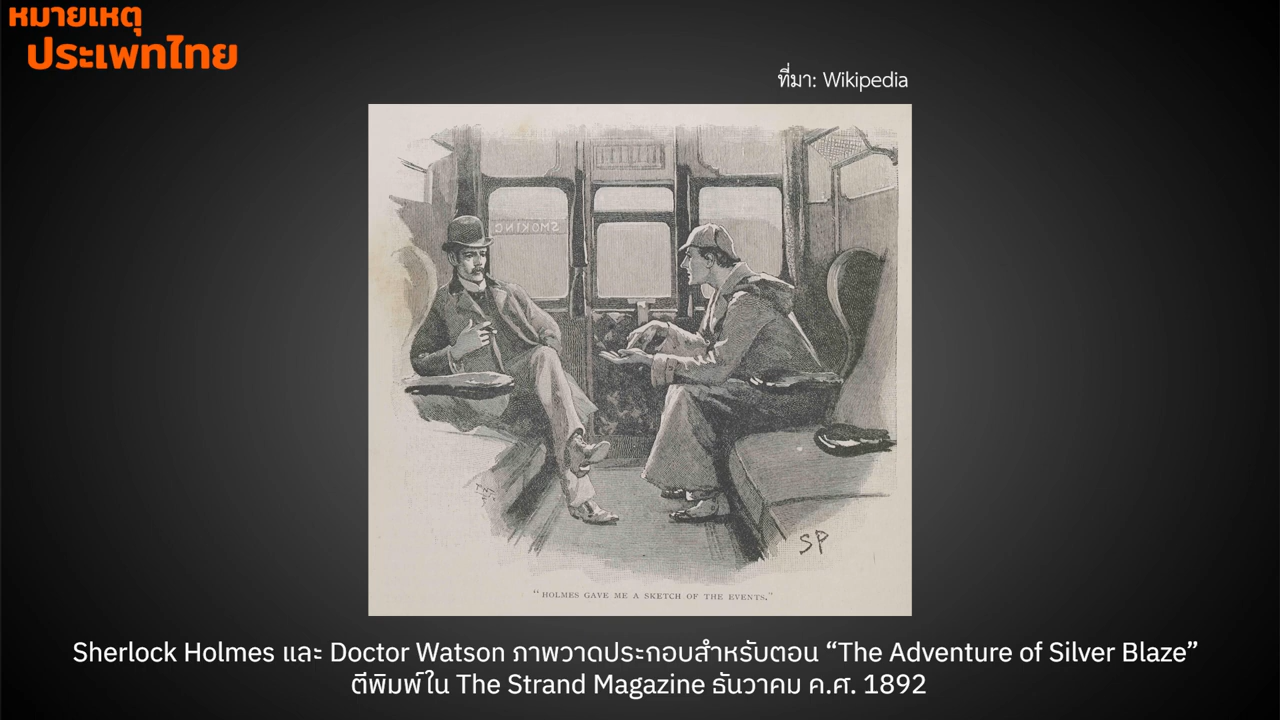 หมายเหตุ
ประเพทไทย
ที่มา: Wikipedia
SMOKING
SP
“HOLMES GAVE ME A SKETCH OF THE EVENTS.”
Sherlock Holmes และ Doctor Watson ภาพวาดประกอบสำหรับตอน “The Adventure of Silver Blaze”
ตีพิมพ์ใน The Strand Magazine ธันวาคม ค.ศ. 1892